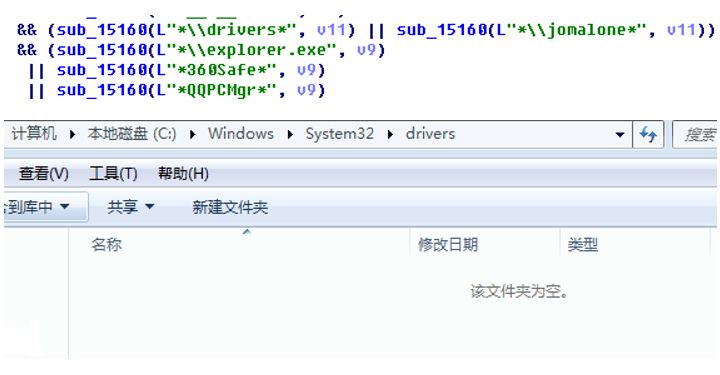 && (sub_15160(L"*\\drivers*", v11) || sub_15160(L"*\\jomalone*", v11))
&& (sub_15160(L"*\\explorer.exe", v9)
|| sub_15160(L"*360Safe*", v9)
|| sub_15160(L"*QQPCMgr*", v9)
计算机 ▸ 本地磁盘 (C:) ▸ Windows ▸ System32 ▸ drivers 搜索
查看(V) 工具(T) 帮助(H)
到库中 共享 新建文件夹
名称 修改日期 类型
该文件夹为空。